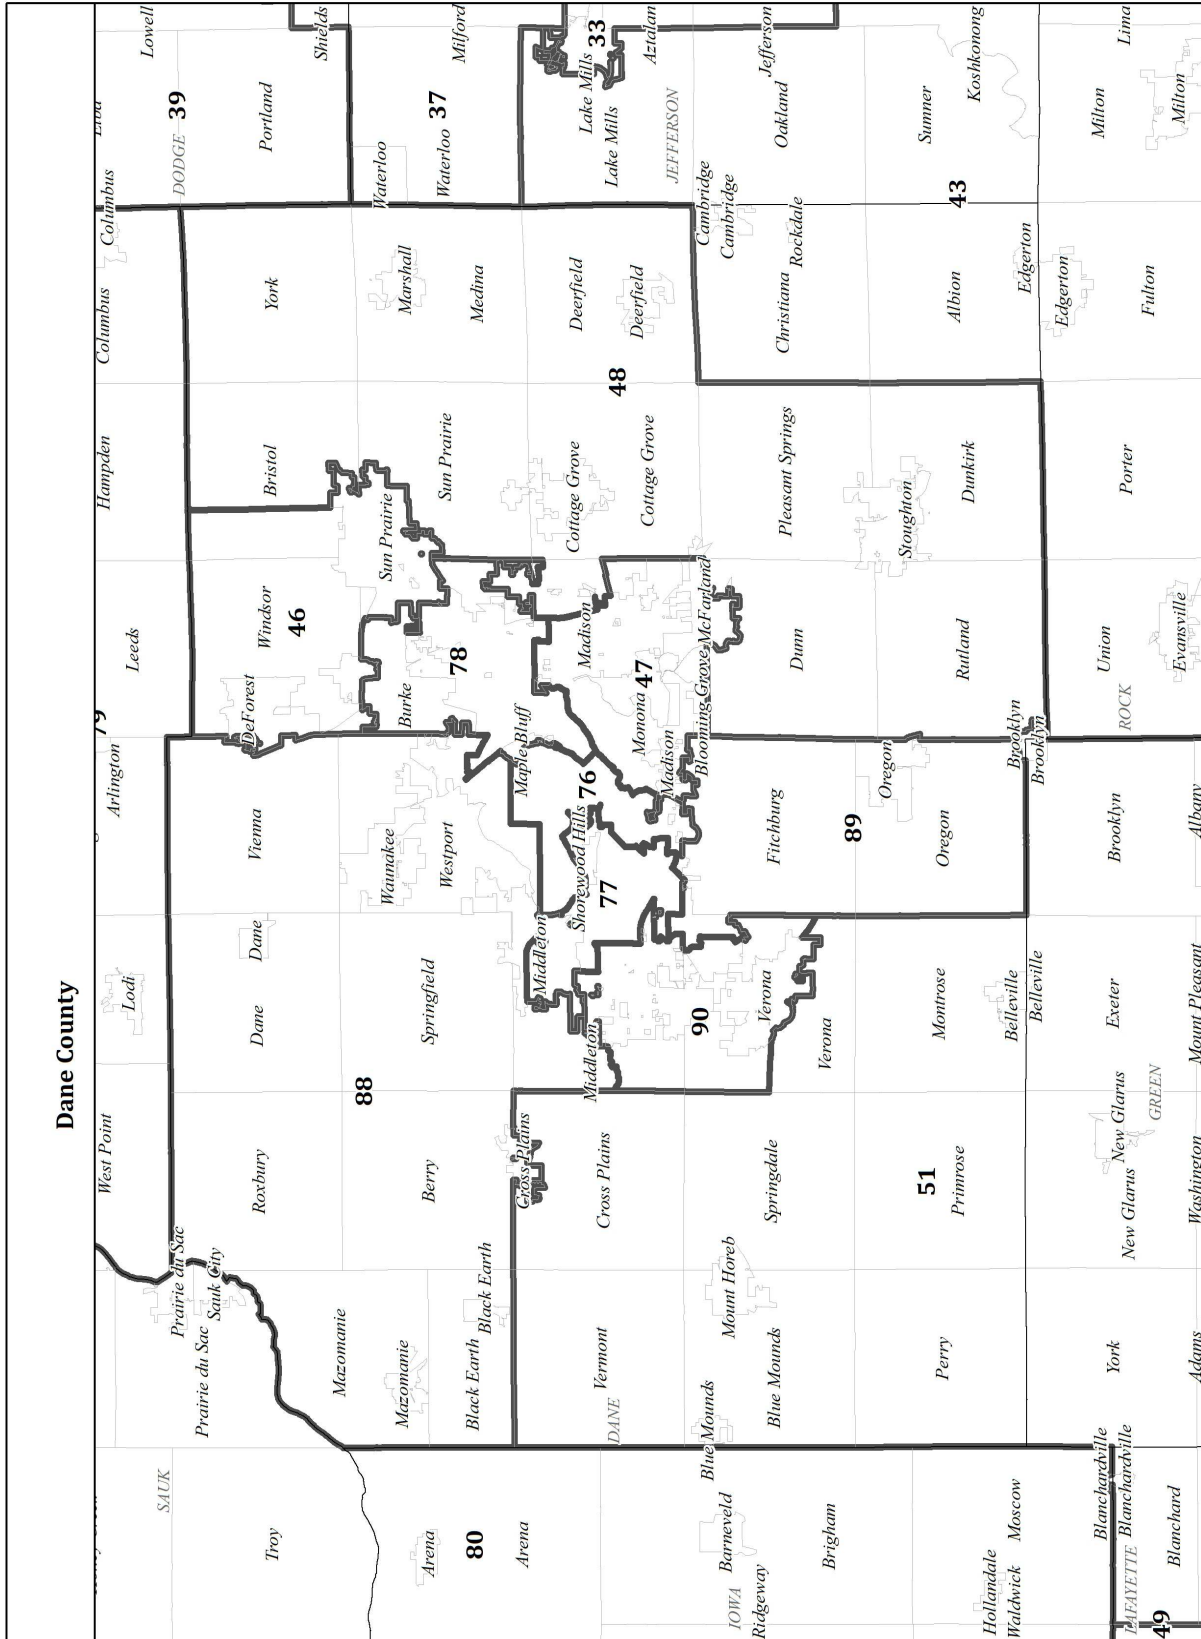 Dane County
West Point
Arlington
79
Hampden
Columbus
Columbus
Lodi
Leeds
Lowell
SAUK
DODGE
39
Prairie du Sac
Prairie du Sac
Sauk City
Troy
Roxbury
Dane
Dane
Vienna
DeForest
Windsor
46
Bristol
York
Portland
Shields
Mazomanie
88
Waunakee
Sun Prairie
Marshall
Waterloo
Mazomanie
Arena
Berry
Springfield
Westport
Burke
78
Sun Prairie
Medina
Waterloo
37
Milford
80
Black Earth
Black Earth
Arena
Cross Plains
Middleton
Maple Bluff
Cottage Grove
Deerfield
Shorewood Hills
76
Madison
Lake Mills
33
Vermont
DANE
Cross Plains
Middleton
77
48
Lake Mills
Monona
47
Cottage Grove
Deerfield
Aztalan
JEFFERSON
Madison
Blue Mounds
90
Blooming Grove
McFarland
Cambridge
Cambridge
IOWA
Barneveld
Mount Horeb
Ridgeway
Blue Mounds
Springdale
Verona
Fitchburg
Dunn
Pleasant Springs
Christiana
Rockdale
Oakland
Jefferson
Brigham
Verona
89
Oregon
Stoughton
Perry
51
Primrose
Montrose
Oregon
Rutland
Dunkirk
Albion
43
Sumner
Koshkonong
Hollandale
Waldwick
Moscow
Belleville
Belleville
Brooklyn
Brooklyn
Edgerton
Edgerton
Blanchardville
Blanchardville
LAFAYETTE
York
New Glarus
New Glarus
GREEN
Exeter
Brooklyn
Union
ROCK
Porter
Fulton
Milton
Lima
49
Blanchard
Evansville
Milton
Adams
Washington
Mount Pleasant
Albany